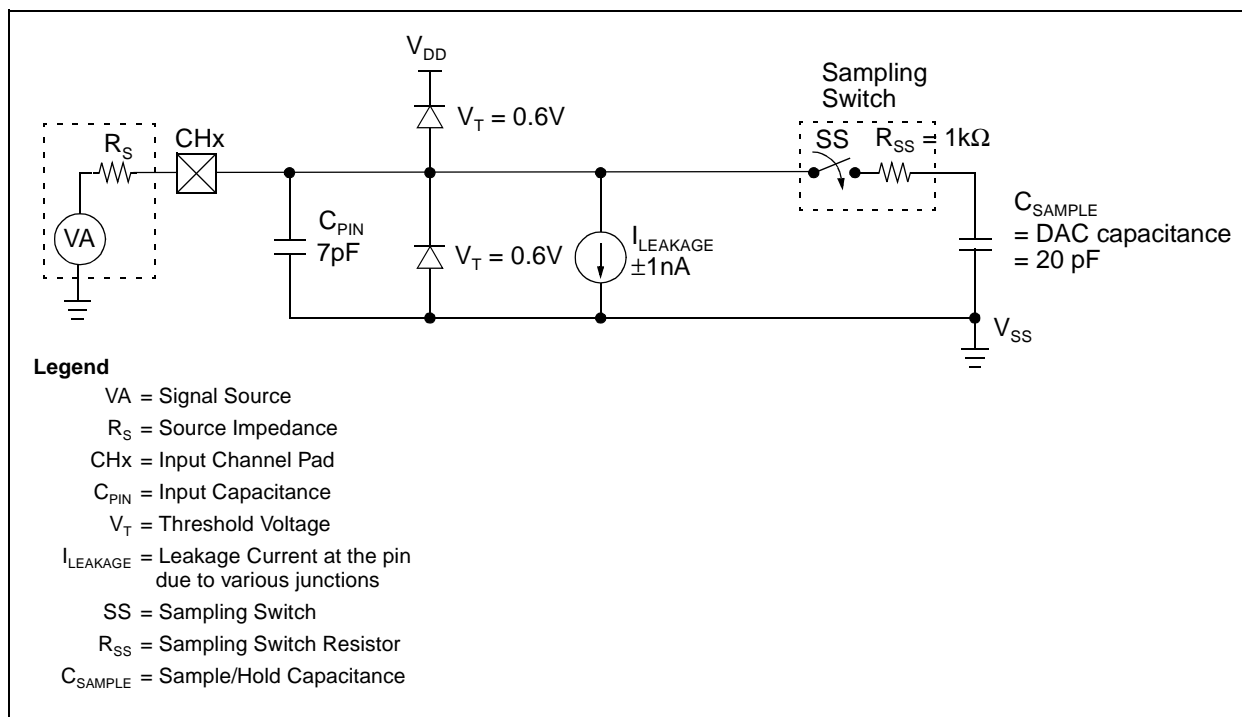 V_DD
Sampling
Switch
V_T = 0.6V
CHx
R_S
SS
R_SS = 1kΩ
VA
C_PIN
7pF
V_T = 0.6V
I_LEAKAGE
±1nA
C_SAMPLE
= DAC capacitance
= 20 pF
V_SS
Legend
VA = Signal Source
R_S = Source Impedance
CHx = Input Channel Pad
C_PIN = Input Capacitance
V_T = Threshold Voltage
I_LEAKAGE = Leakage Current at the pin
due to various junctions
SS = Sampling Switch
R_SS = Sampling Switch Resistor
C_SAMPLE = Sample/Hold Capacitance